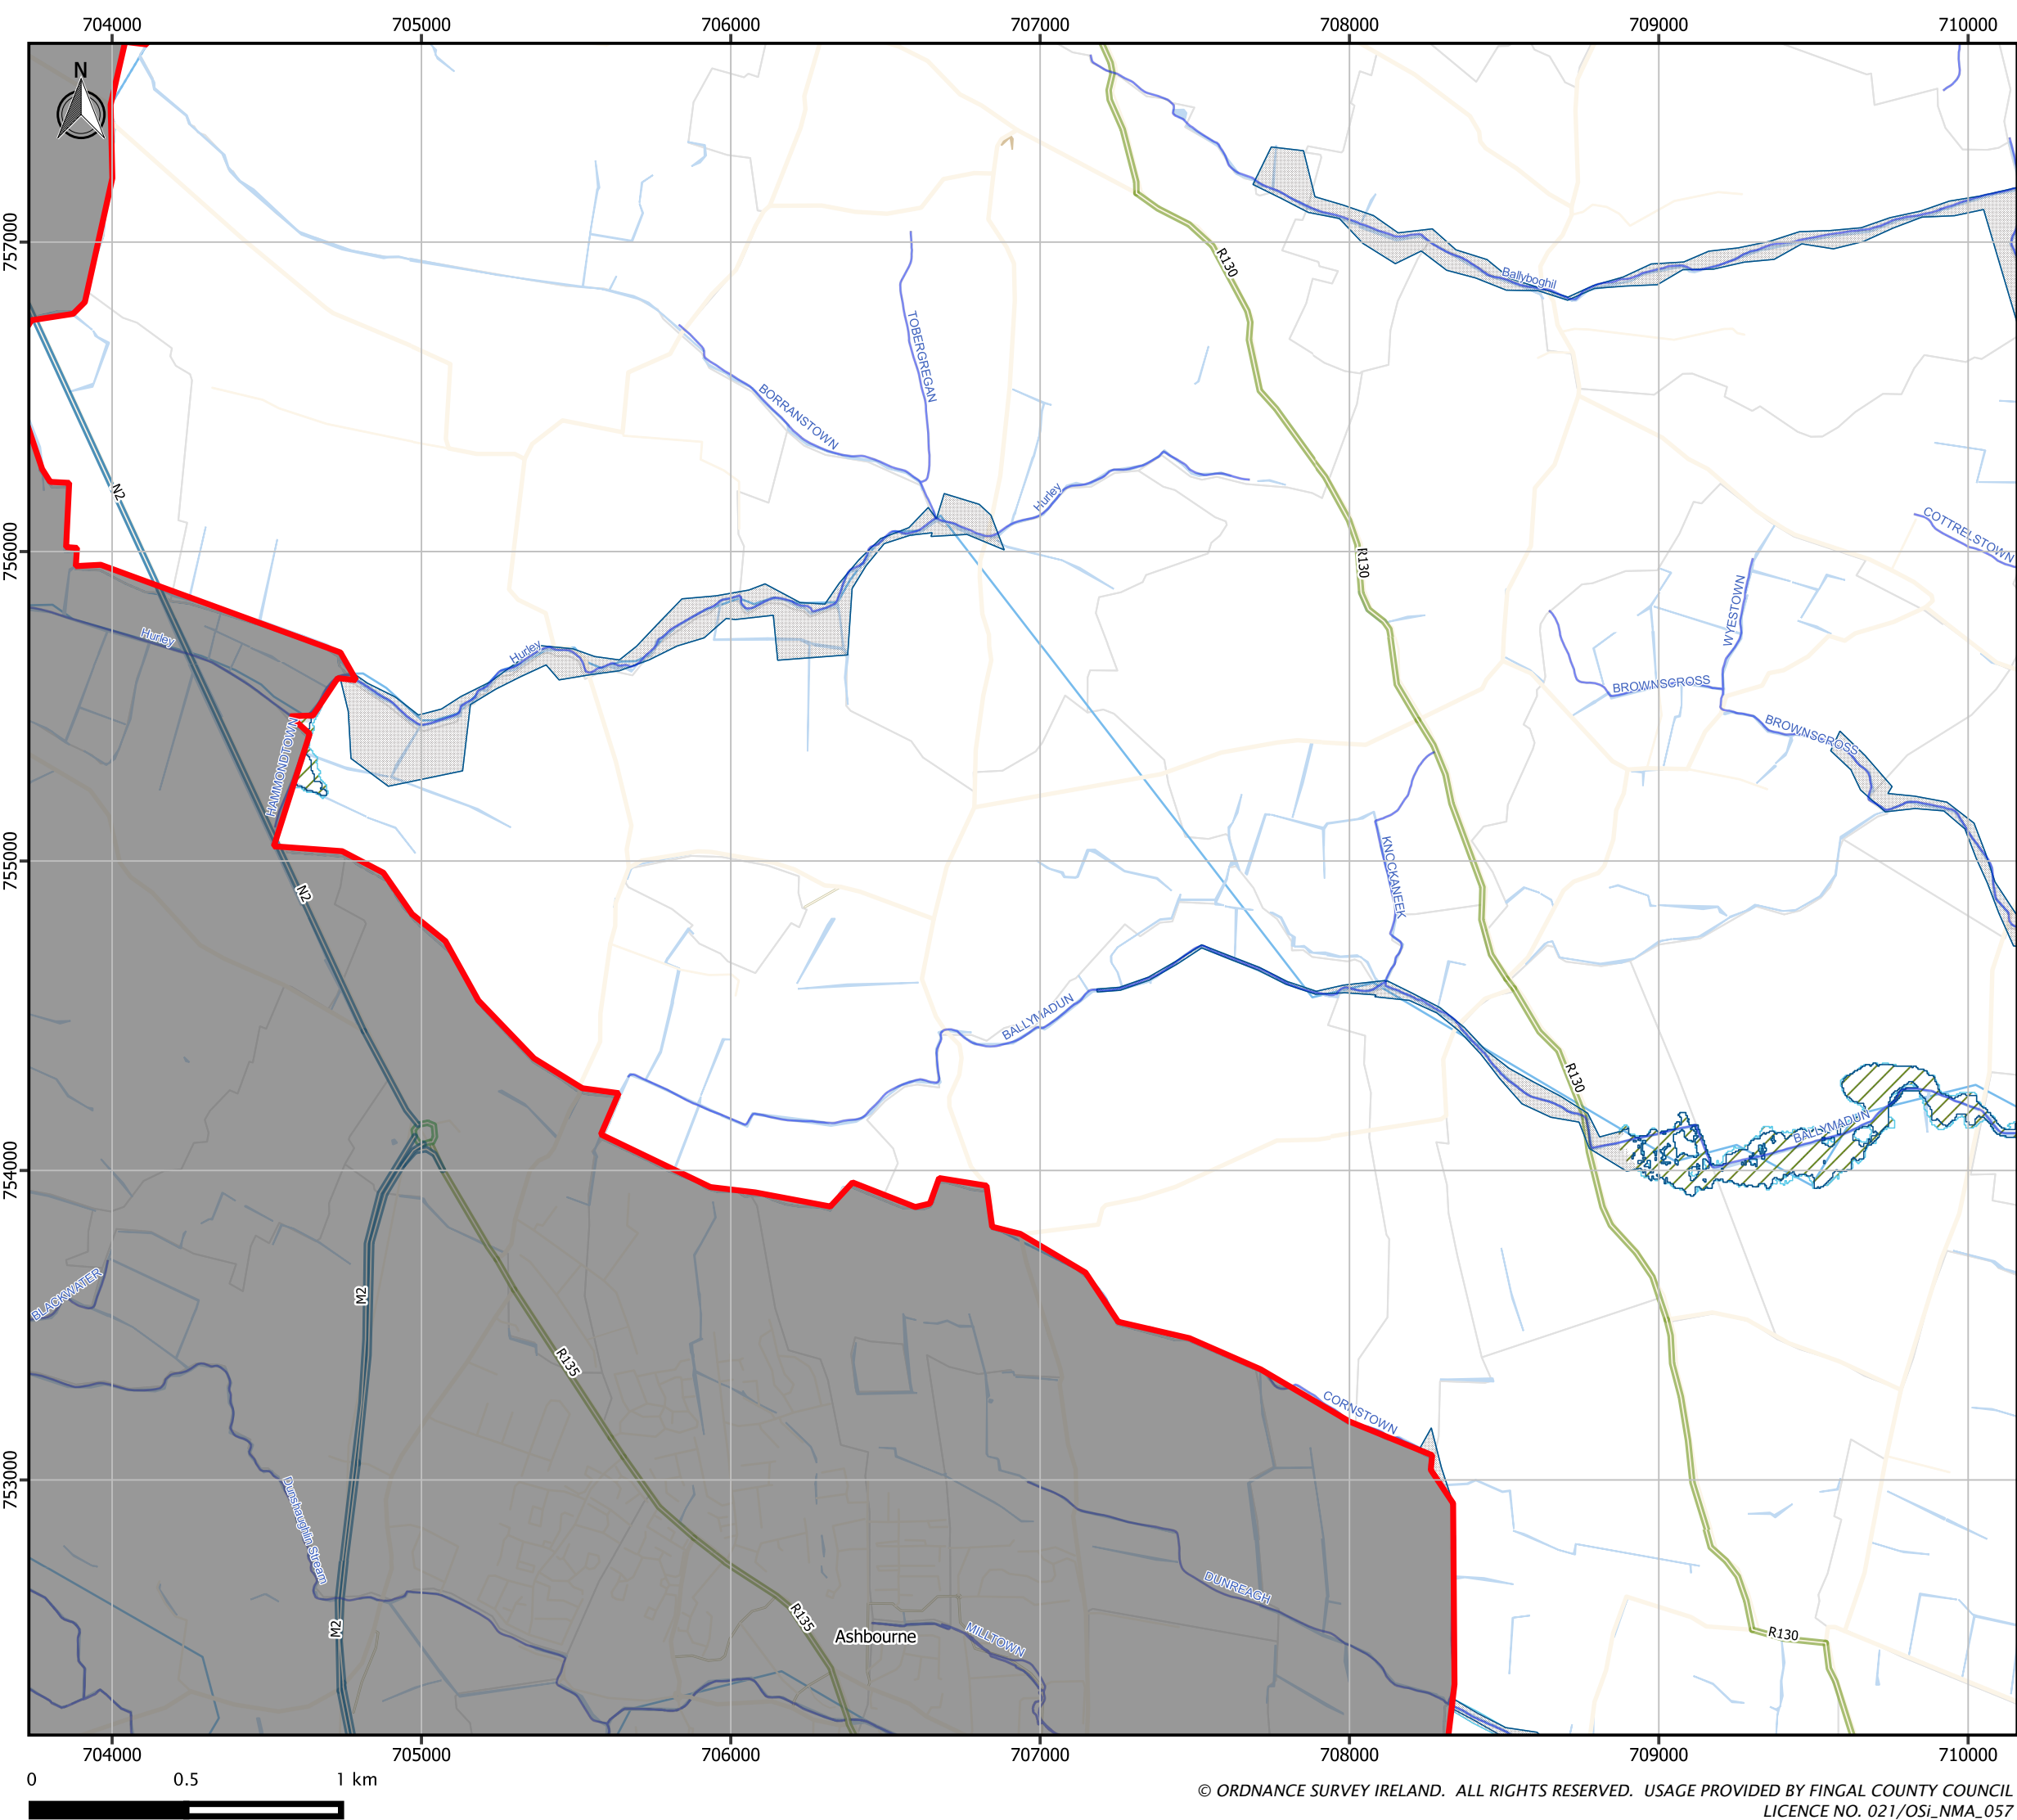 704000 705000 706000 707000 708000 709000 710000
N
757000
R130
Ballyboghil
TOBERGREGAN
BORRANSTOWN
N2
Hurley
756000
R130
COTTRELSTOWN
WYESTOWN
Hurley
Hurley
BROWNSCROSS
BROWNSCROSS
HAMMONDTOWN
755000
N2
KNOCKANEEK
BALLYMADUN
R130
BALLYMADUN
754000
BLACKWATER
M2
R135
CORNSTOWN
753000
Dunshaughlin Stream
DUNREAGH
M2
R135
Ashbourne
MILLTOWN
R130
704000 705000 706000 707000 708000 709000 710000
0 0.5 1 km
© ORDNANCE SURVEY IRELAND. ALL RIGHTS RESERVED. USAGE PROVIDED BY FINGAL COUNTY COUNCIL
LICENCE NO. 021/OSi_NMA_057